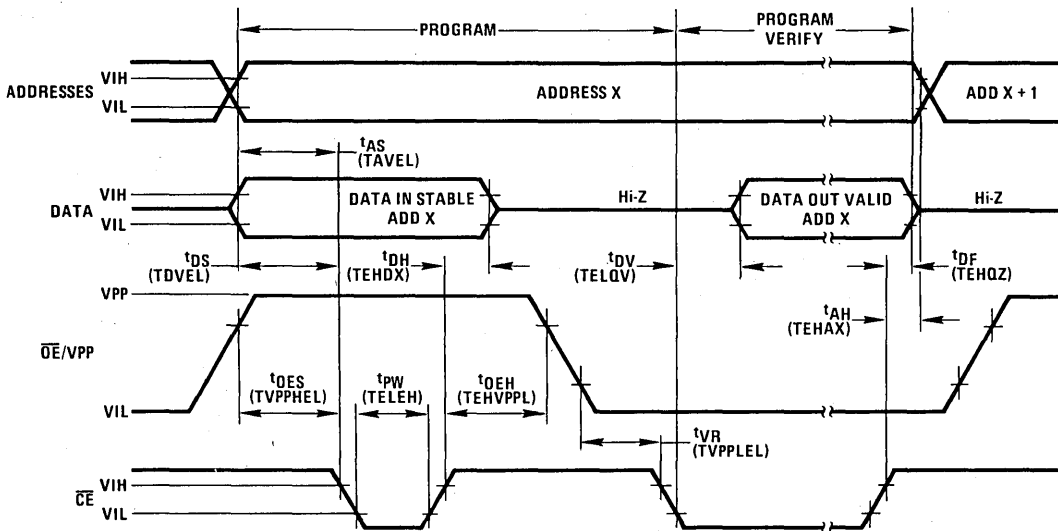 PROGRAM
PROGRAM
VERIFY
ADDRESSES
VIH
VIL
ADDRESS X
ADD X + 1
tAS
(TAVEL)
DATA
VIH
VIL
DATA IN STABLE
ADD X
Hi-Z
DATA OUT VALID
ADD X
Hi-Z
tDS
(TDVEL)
tDH
(TEHDX)
tDV
(TELQV)
tDF
(TEHQZ)
tAH
(TEHAX)
VPP
O̅E̅/VPP
VIL
tOES
(TVPPHEL)
tPW
(TELEH)
tOEH
(TEHVPPL)
tVR
(TVPPLEL)
C̅E̅
VIH
VIL